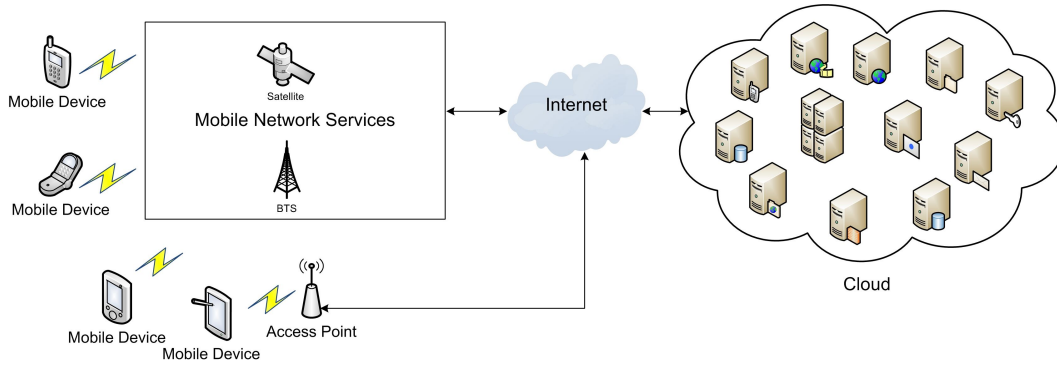 Mobile Device
Satellite
Mobile Network Services
Internet
Mobile Device
BTS
Cloud
Mobile Device
Access Point
Mobile Device